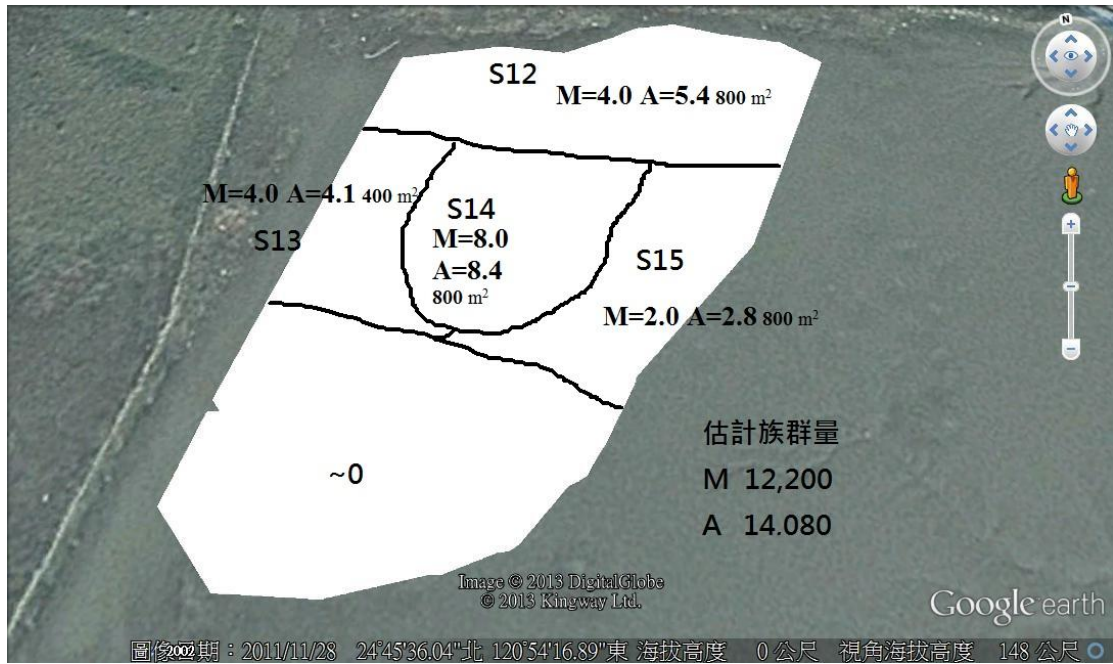 N
S12
M=4.0 A=5.4 800 m²
M=4.0 A=4.1 400 m²
S13
S14
M=8.0
A=8.4
800 m²
S15
M=2.0 A=2.8 800 m²
~0
估計族群量
M 12,200
A 14.080
Image © 2013 DigitalGlobe
© 2013 Kingway Ltd.
Google earth
2002
圖像日期：2011/11/28 24°45'36.04"北 120°54'16.89"東 海拔高度 0 公尺 視角海拔高度 148 公尺